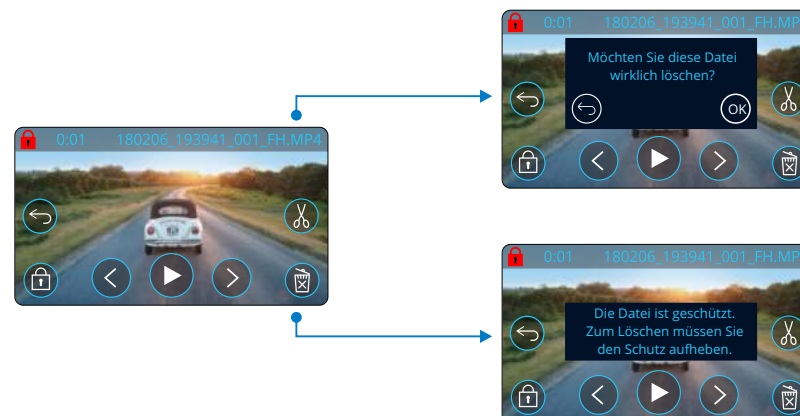 0:01 180206_193941_001_FH.MP
Möchten Sie diese Datei
wirklich löschen?
OK
0:01 180206_193941_001_FH.MP4
0:01 180206_193941_001_FH.MP
Die Datei ist geschützt.
Zum Löschen müssen Sie
den Schutz aufheben.